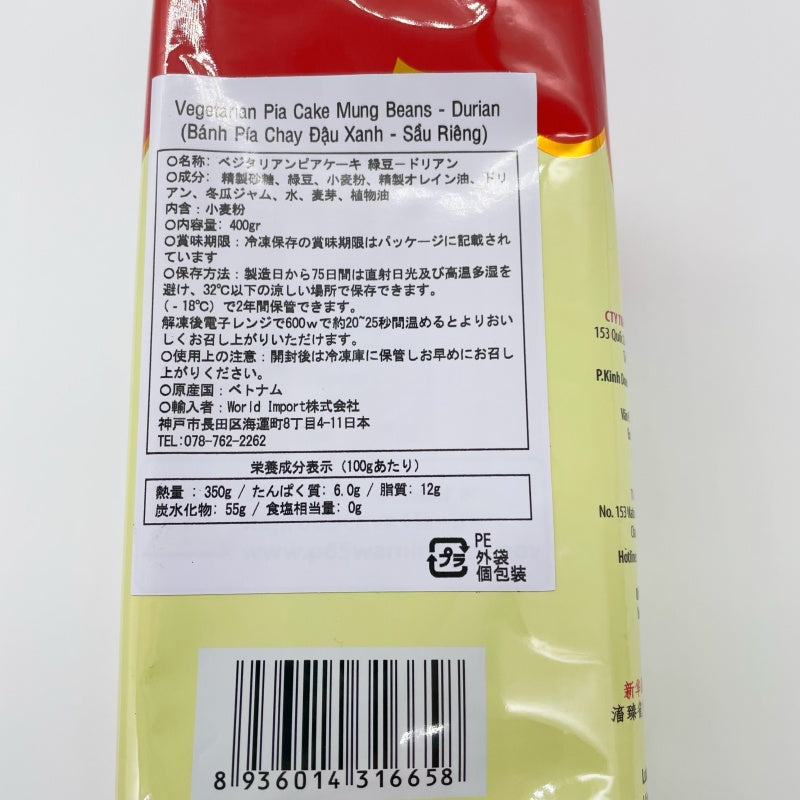 Vegetarian Pia Cake Mung Beans - Durian
(Bánh Pía Chay Đậu Xanh - Sầu Riêng)
○名称: ベジタリアンピアケーキ 緑豆ードリアン
○成分: 精製砂糖、緑豆、小麦粉、精製オレイン油、ドリ
アン、冬瓜ジャム、水、麦芽、植物油
内含：小麦粉
○内容量: 400gr
○賞味期限：冷凍保存の賞味期限はパッケージに記載され
ています
○保存方法：製造日から75日間は直射日光及び高温多湿を
避け、32℃以下の涼しい場所で保存できます。
(-18℃) で2年間保管できます。
解凍後電子レンジで600wで約20~25秒間温めるとよりおい
しくお召し上がりいただけます。
○使用上の注意：開封後は冷凍庫に保管しお早めにお召し
上がりください。
○原産国：ベトナム
○輸入者：World Import株式会社
神戸市長田区海運町8丁目4-11日本
TEL:078-762-2262
栄養成分表示 (100gあたり)
熱量 : 350g / たんぱく質: 6.0g / 脂質: 12g
炭水化物: 55g / 食塩相当量: 0g
プラ
PE
外袋
個包装
8 936014 316658
153 Quố
P.Kinh
No. 153
Hotline